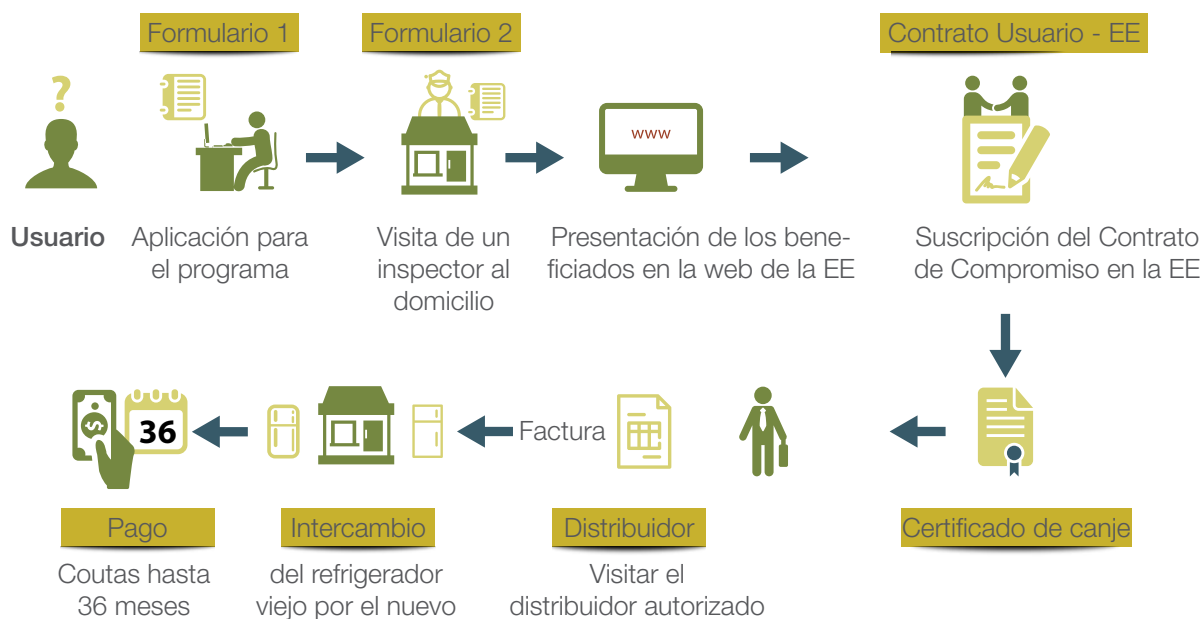 Formulario 1
Formulario 2
Contrato Usuario - EE
?
www
Usuario
Aplicación para
el programa
Visita de un
inspector al
domicilio
Presentación de los bene-
ficiados en la web de la EE
Suscripción del Contrato
de Compromiso en la EE
$
36
Factura
Pago
Intercambio
Distribuidor
Certificado de canje
Coutas hasta
36 meses
del refrigerador
viejo por el nuevo
Visitar el
distribuidor autorizado